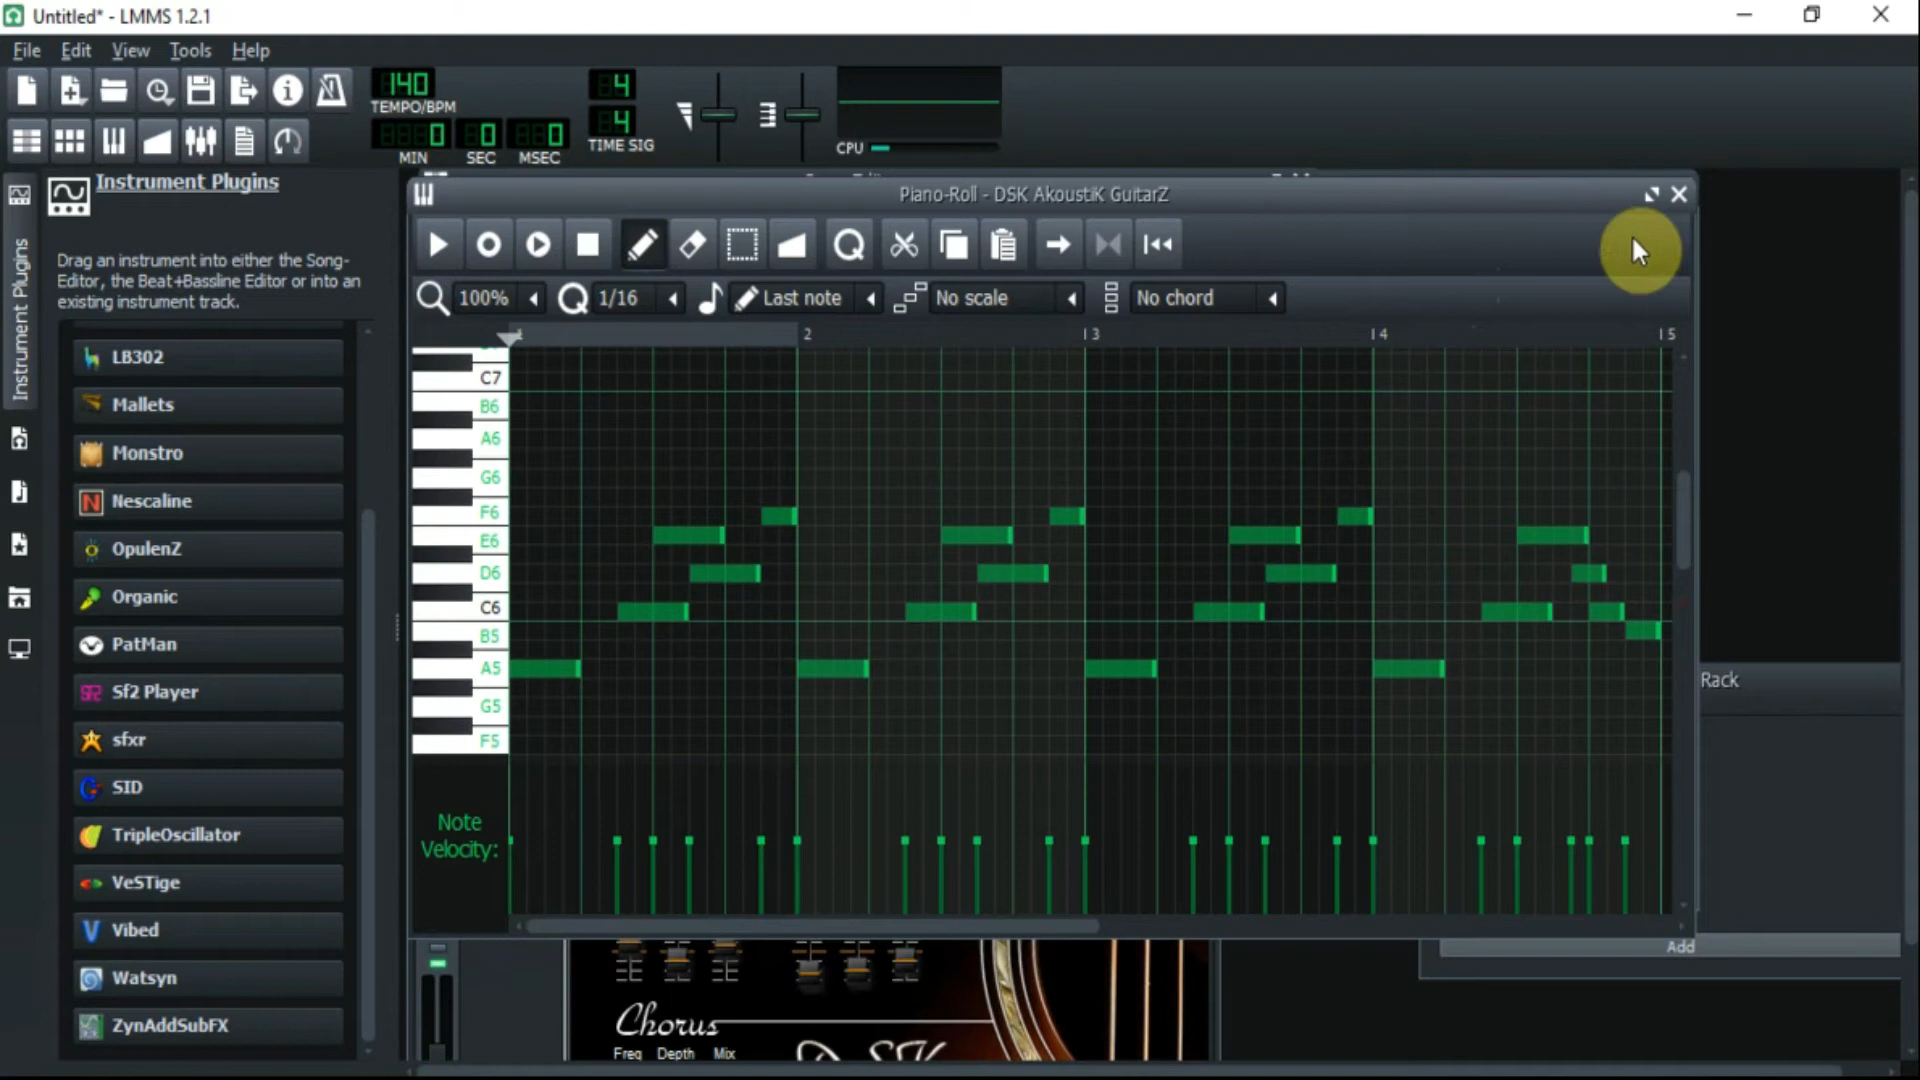 Untitled* - LMMS 1.2.1
File Edit View Tools Help
140
TEMPO/BPM
4
4
TIME SIG
0 0 0
MIN SEC MSEC
CPU
Instrument Plugins
Instrument Plugins
Drag an instrument into either the Song-
Editor, the Beat+Bassline Editor or into an
existing instrument track.
LB302
Mallets
Monstro
Nescaline
OpulenZ
Organic
PatMan
Sf2 Player
sfxr
SID
TripleOscillator
VeSTige
Vibed
Watsyn
ZynAddSubFX
Piano-Roll - DSK AkoustiK GuitarZ
100% 1/16 Last note No scale No chord
1 2 3 4 5
C7
B6
A6
G6
F6
E6
D6
C6
B5
A5
G5
F5
Note
Velocity:
Rack
Add
Chorus
Freq Depth Mix
DSK